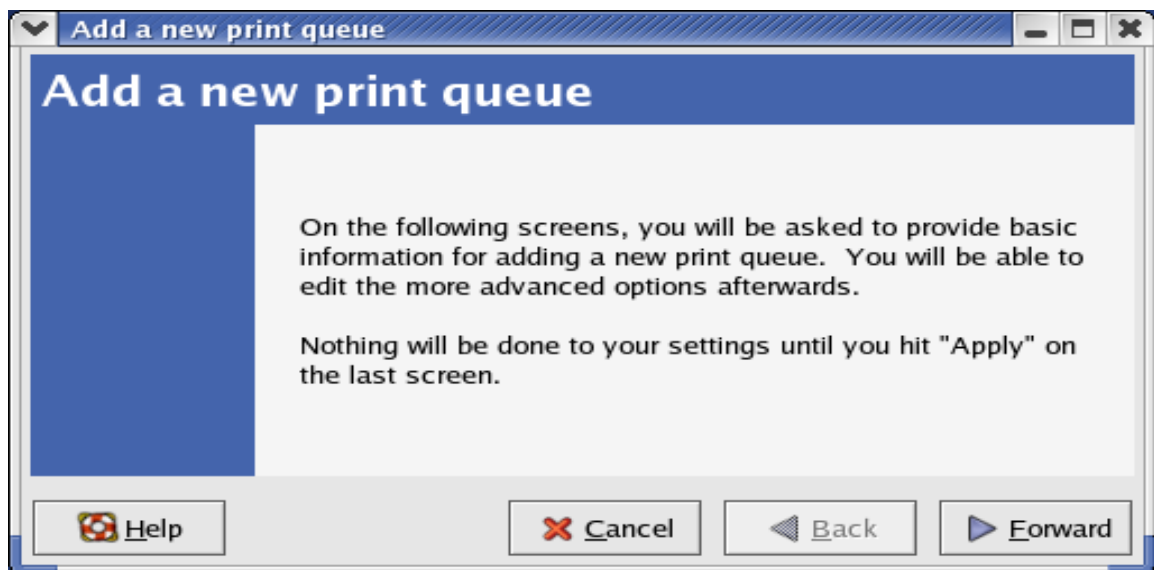 Add a new print queue
Add a new print queue
On the following screens, you will be asked to provide basic
information for adding a new print queue.  You will be able to
edit the more advanced options afterwards.
Nothing will be done to your settings until you hit "Apply" on
the last screen.
Help
Cancel
Back
Forward